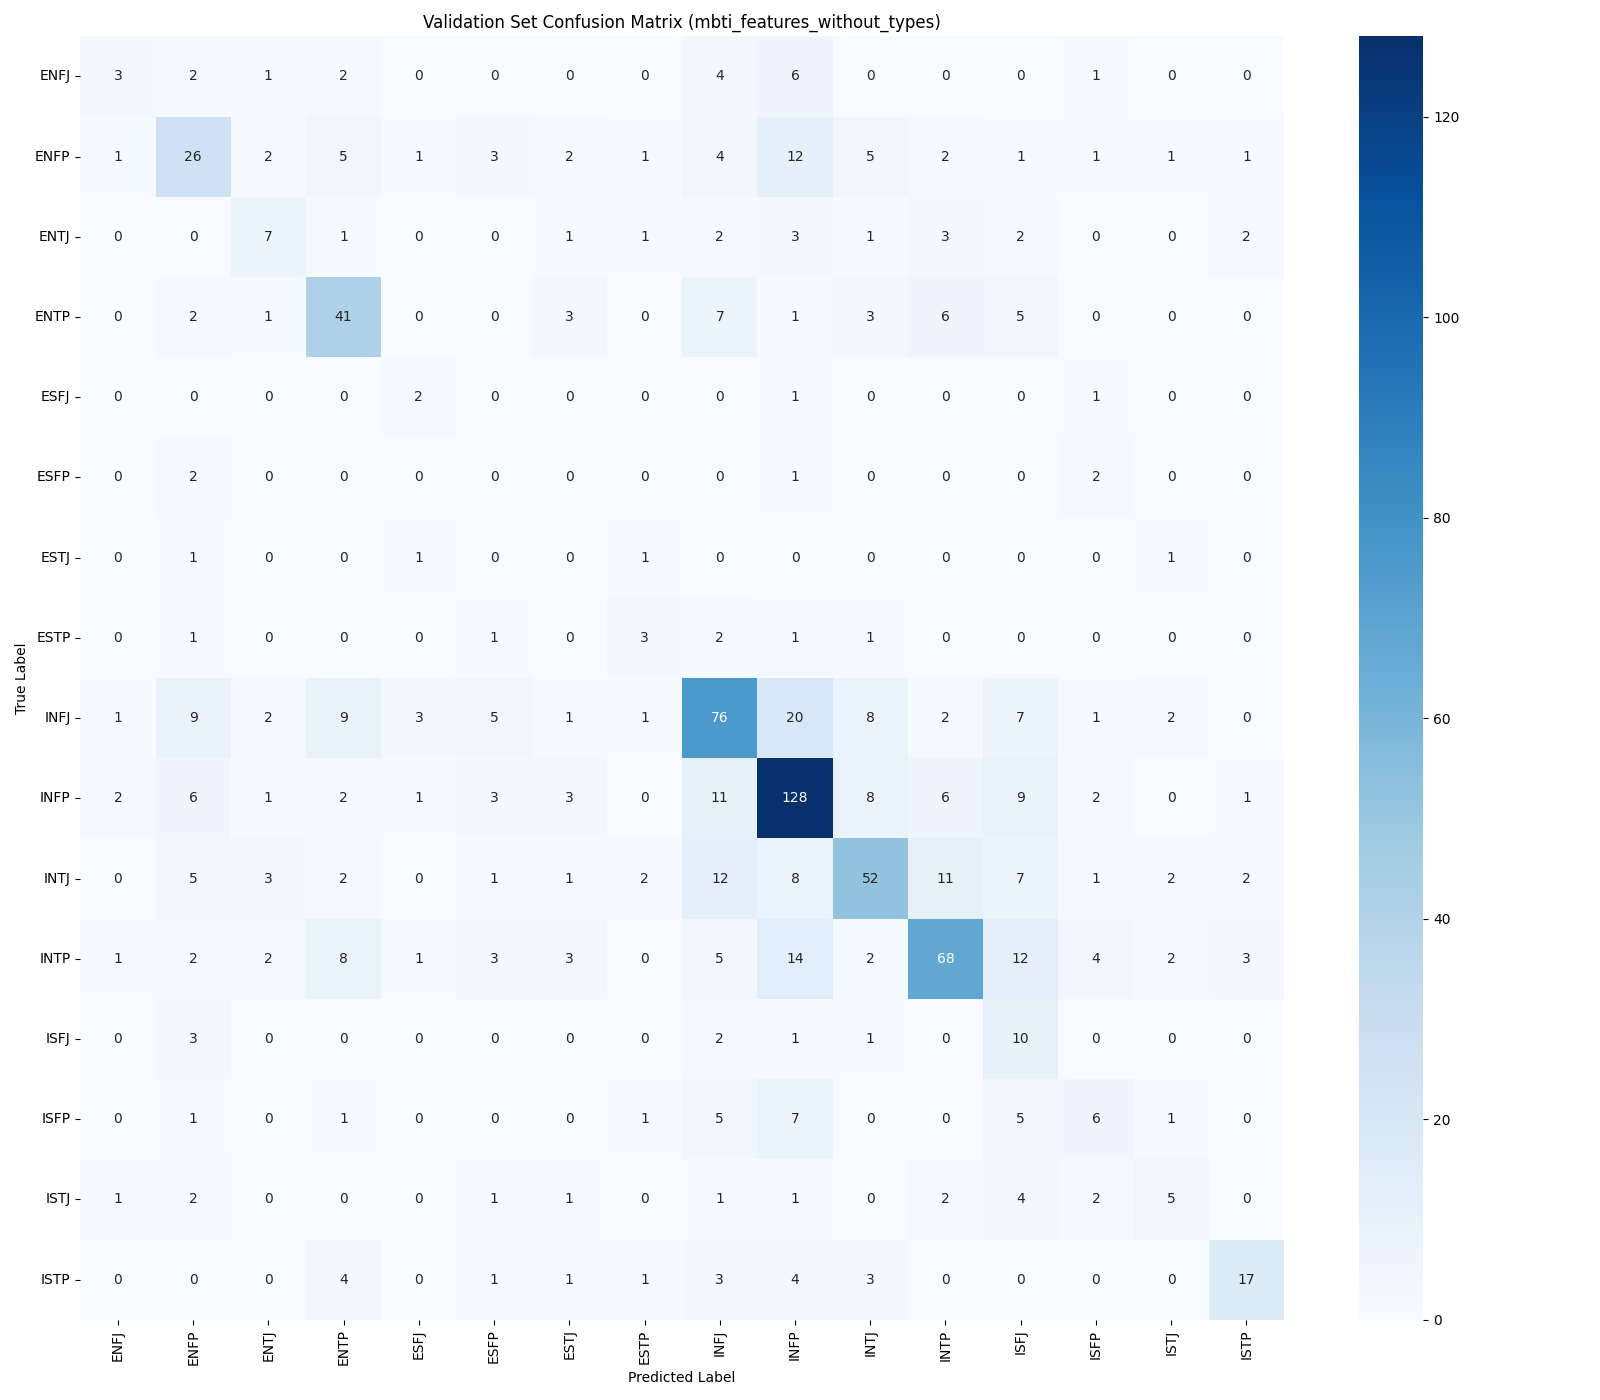 Validation Set Confusion Matrix (mbti_features_without_types)
True Label
ENFJ 3 2 1 2 0 0 0 0 4 6 0 0 0 1 0 0
ENFP 1 26 2 5 1 3 2 1 4 12 5 2 1 1 1 1
ENTJ 0 0 7 1 0 0 1 1 2 3 1 3 2 0 0 2
ENTP 0 2 1 41 0 0 3 0 7 1 3 6 5 0 0 0
ESFJ 0 0 0 0 2 0 0 0 0 1 0 0 0 1 0 0
ESFP 0 2 0 0 0 0 0 0 0 1 0 0 0 2 0 0
ESTJ 0 1 0 0 1 0 0 1 0 0 0 0 0 0 1 0
ESTP 0 1 0 0 0 1 0 3 2 1 1 0 0 0 0 0
INFJ 1 9 2 9 3 5 1 1 76 20 8 2 7 1 2 0
INFP 2 6 1 2 1 3 3 0 11 128 8 6 9 2 0 1
INTJ 0 5 3 2 0 1 1 2 12 8 52 11 7 1 2 2
INTP 1 2 2 8 1 3 3 0 5 14 2 68 12 4 2 3
ISFJ 0 3 0 0 0 0 0 0 2 1 1 0 10 0 0 0
ISFP 0 1 0 1 0 0 0 1 5 7 0 0 5 6 1 0
ISTJ 1 2 0 0 0 1 1 0 1 1 0 2 4 2 5 0
ISTP 0 0 0 4 0 1 1 1 3 4 3 0 0 0 0 17
ENFJ ENFP ENTJ ENTP ESFJ ESFP ESTJ ESTP INFJ INFP INTJ INTP ISFJ ISFP ISTJ ISTP
Predicted Label
120
100
80
60
40
20
0